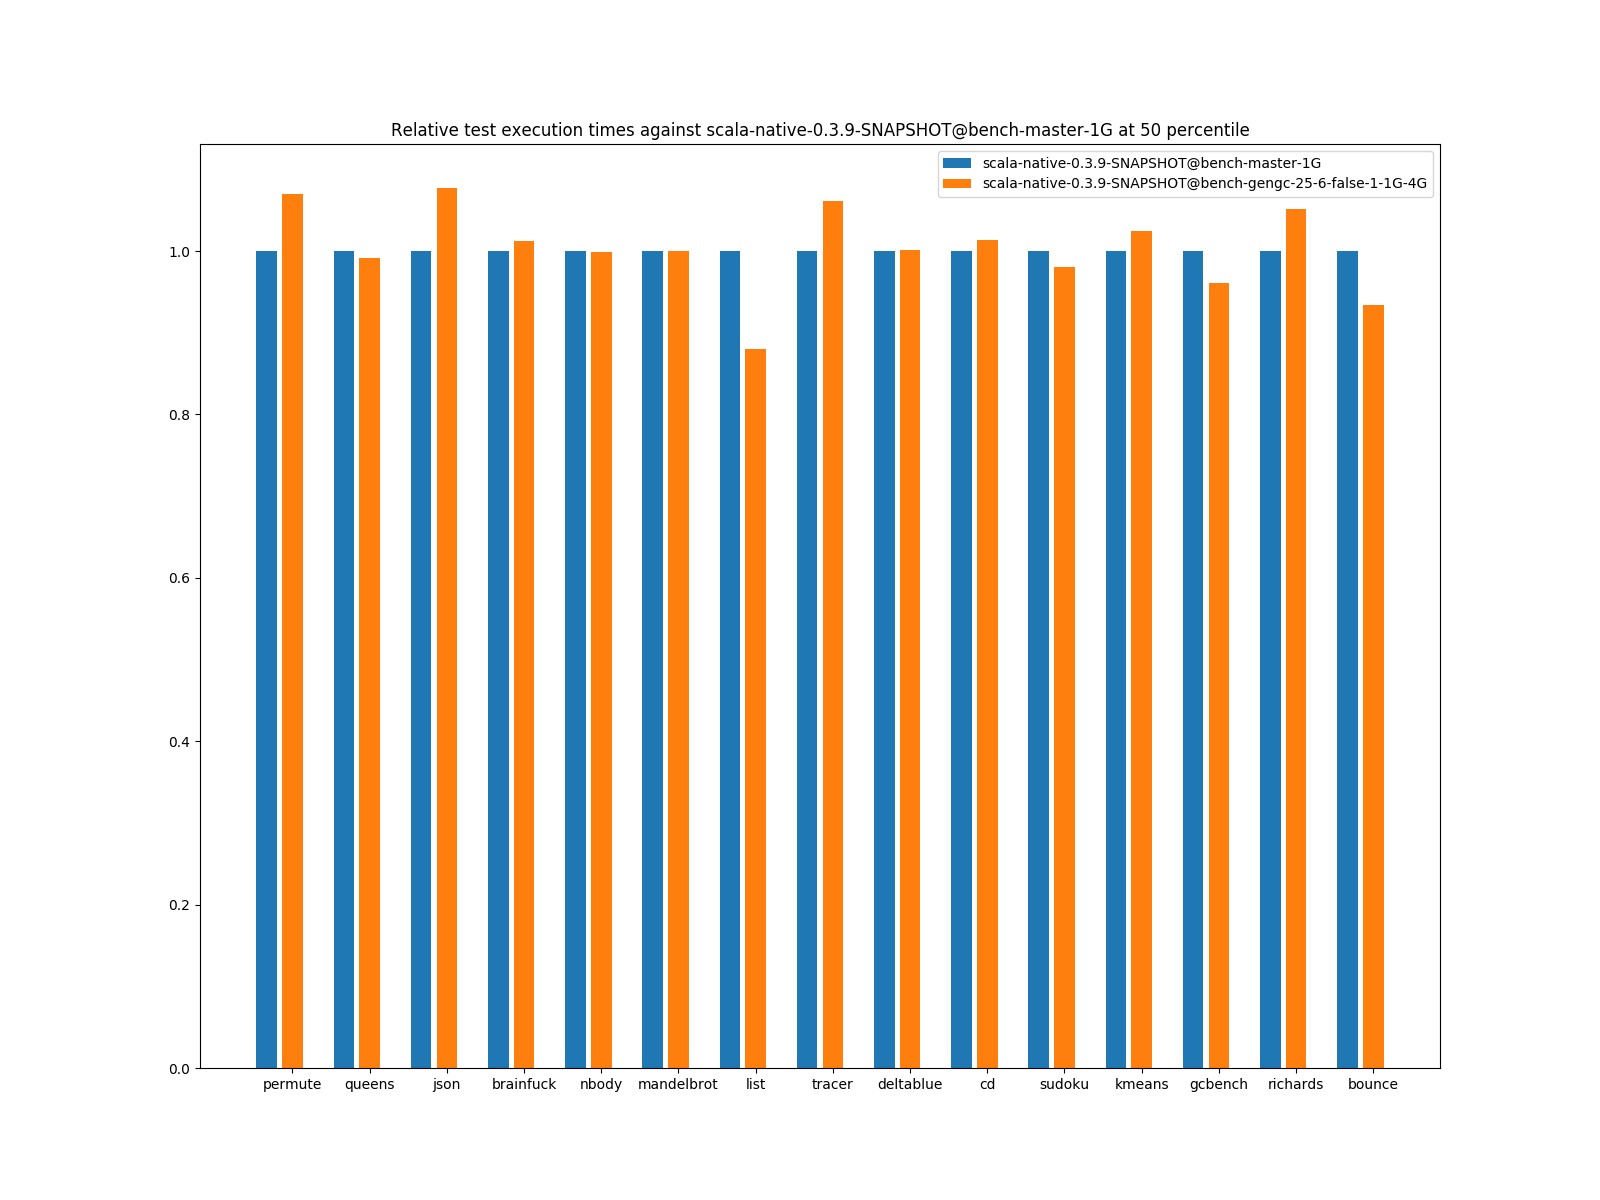 Relative test execution times against scala-native-0.3.9-SNAPSHOT@bench-master-1G at 50 percentile
scala-native-0.3.9-SNAPSHOT@bench-master-1G
scala-native-0.3.9-SNAPSHOT@bench-gengc-25-6-false-1-1G-4G
1.0
0.8
0.6
0.4
0.2
0.0
permute queens json brainfuck nbody mandelbrot list tracer deltablue cd sudoku kmeans gcbench richards bounce